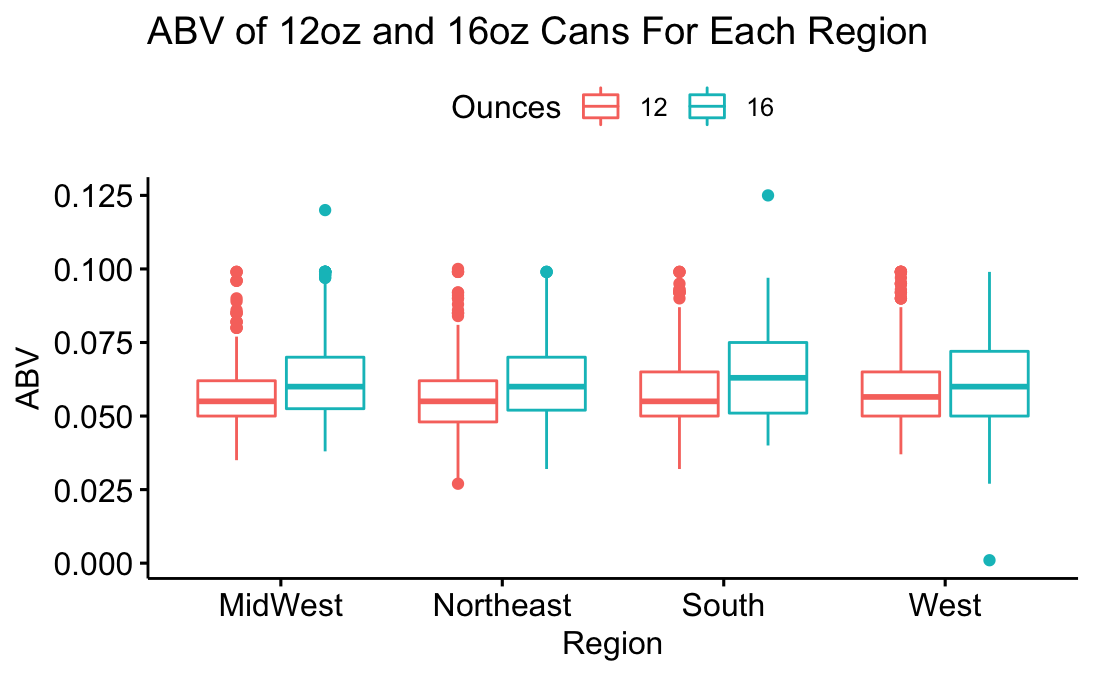 ABV of 12oz and 16oz Cans For Each Region
Ounces 12 16
ABV
0.125
0.100
0.075
0.050
0.025
0.000
MidWest Northeast South West
Region